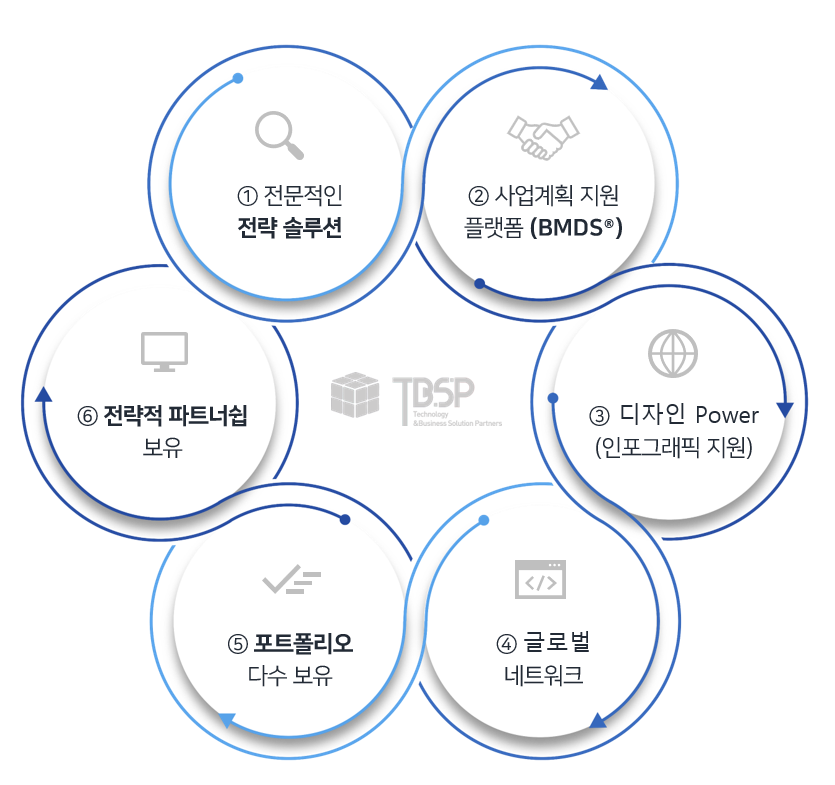 ① 전문적인
전략 솔루션
② 사업계획 지원
플랫폼 (BMDS®)
⑥ 전략적 파트너쉽
보유
TBSP
Technology
&Business Solution Partners
③ 디자인 Power
(인포그래픽 지원)
⑤ 포트폴리오
다수 보유
④ 글로벌
네트워크